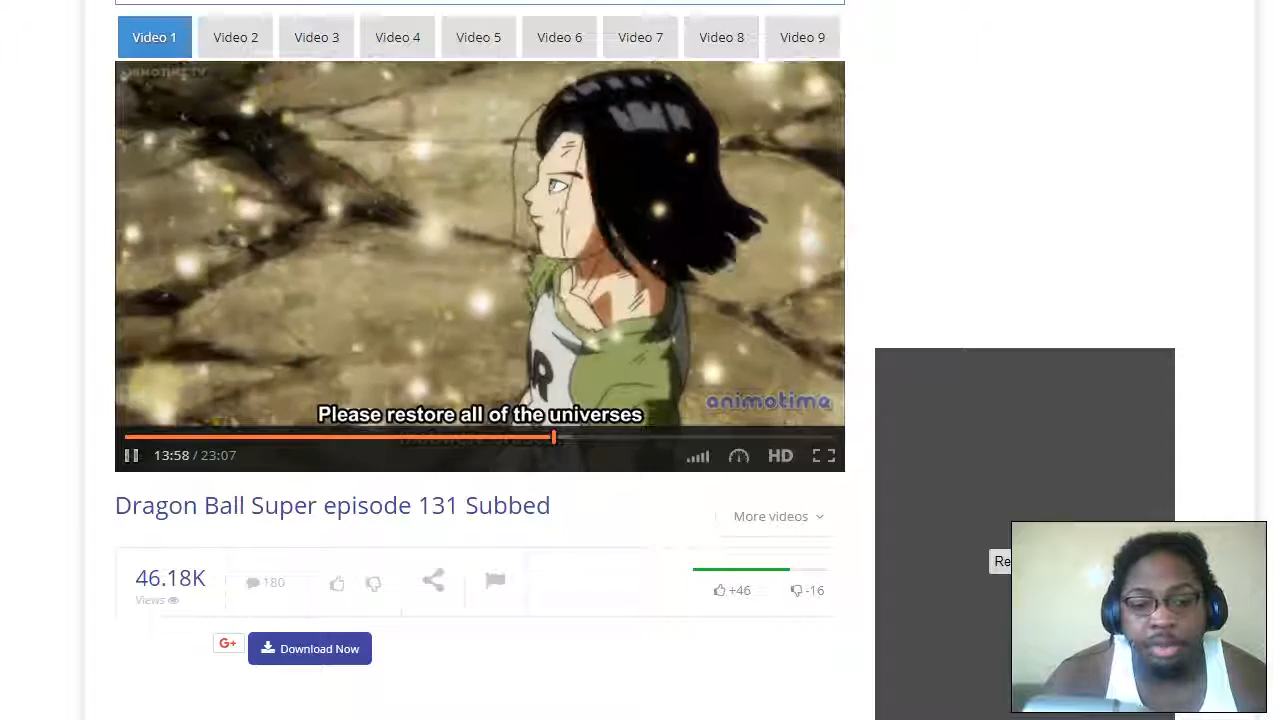 Video 1
Video 2
Video 3
Video 4
Video 5
Video 6
Video 7
Video 8
Video 9
animotime
Please restore all of the universes
13:58 / 23:07
HD
Dragon Ball Super episode 131 Subbed
More videos
46.18K
Views
180
+46
-16
G+
Download Now
Re